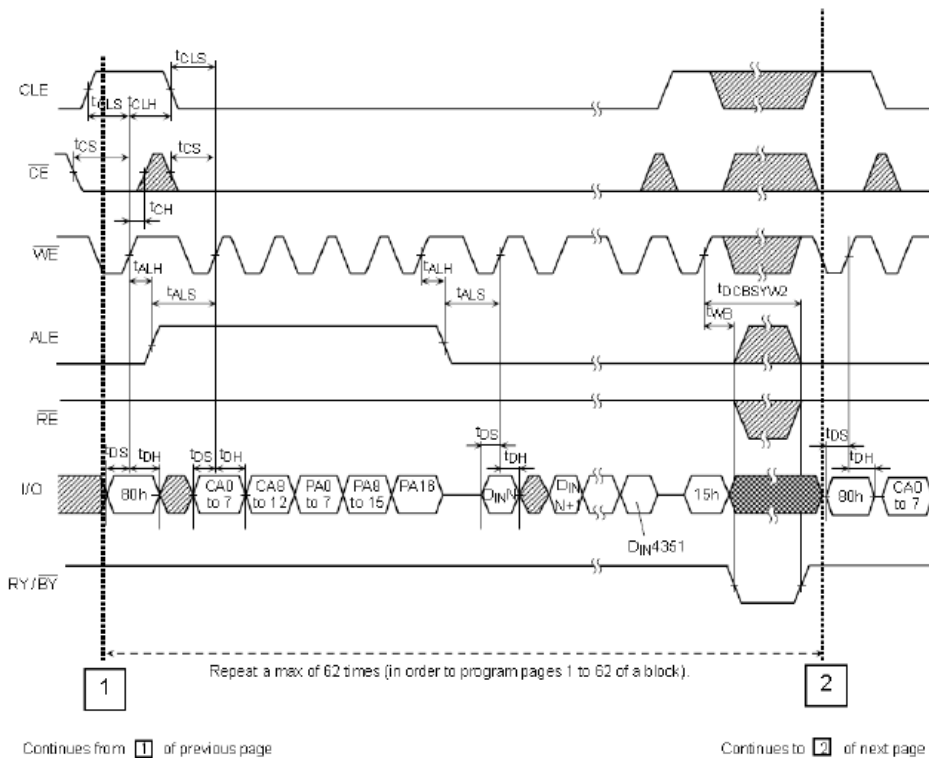 tCLS
CLE
tCLS tCLH
tCS tCS
CE
tCH
WE
tALH tALH
tALS tALS
tDCBSYW2
tWB
ALE
RE
tDS tDH tDS tDH tDS tDH tDS tDH
I/O
80h
CA0 to 7
CA8 to 12
PA0 to 7
PA8 to 15
PA16
DINN
DIN N+1
15h
80h
CA0 to 7
DIN4351
RY/BY
Repeat a max of 62 times (in order to program pages 1 to 62 of a block).
1 2
Continues from 1 of previous page
Continues to 2 of next page